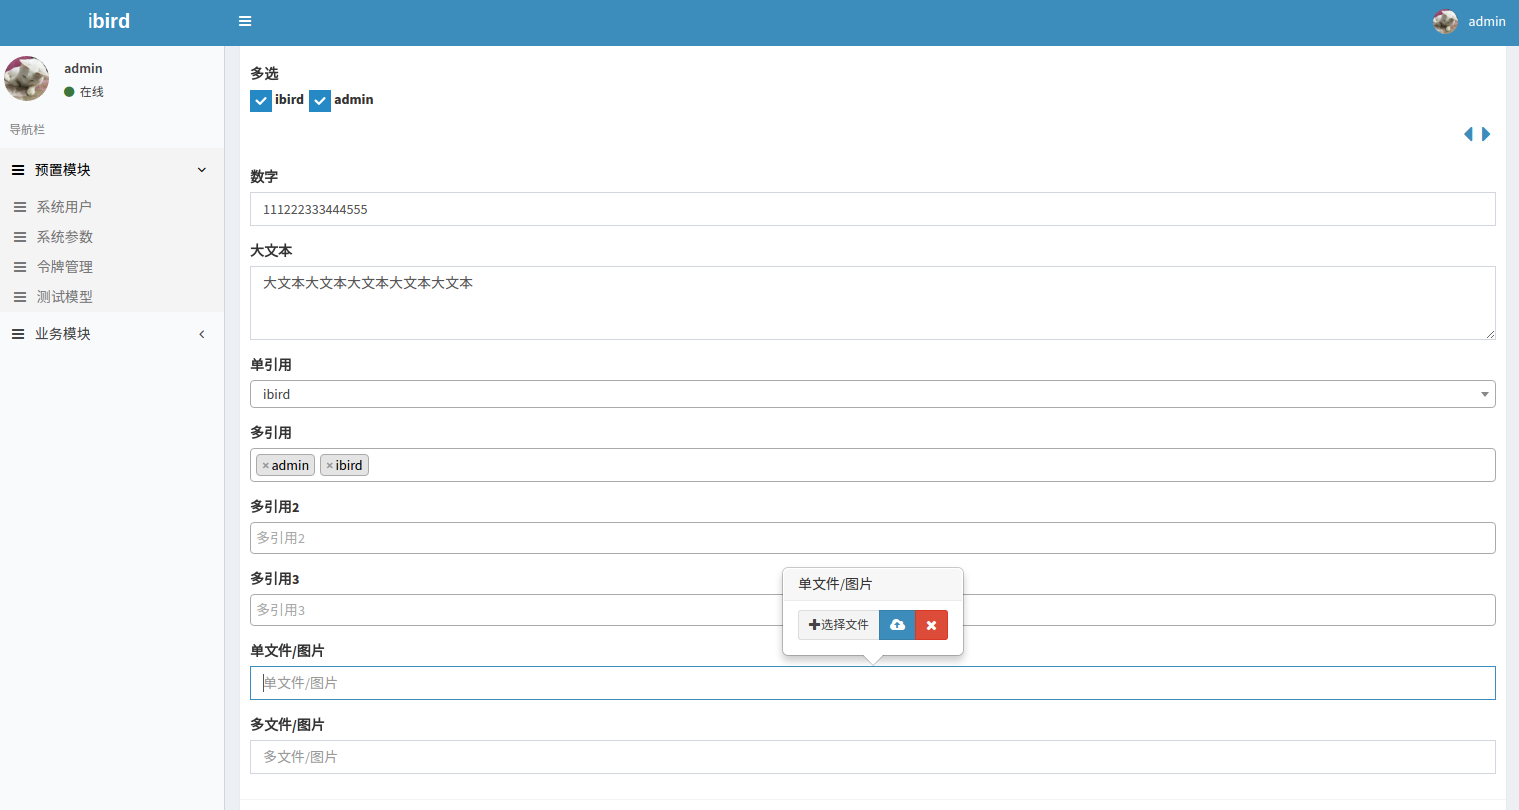 ibird
admin
admin
在线
导航栏
预置模块
系统用户
系统参数
令牌管理
测试模型
业务模块
多选
ibird admin
数字
111222333444555
大文本
大文本大文本大文本大文本大文本
单引用
ibird
多引用
×admin ×ibird
多引用2
多引用2
多引用3
多引用3
单文件/图片
选择文件
单文件/图片
单文件/图片
多文件/图片
多文件/图片